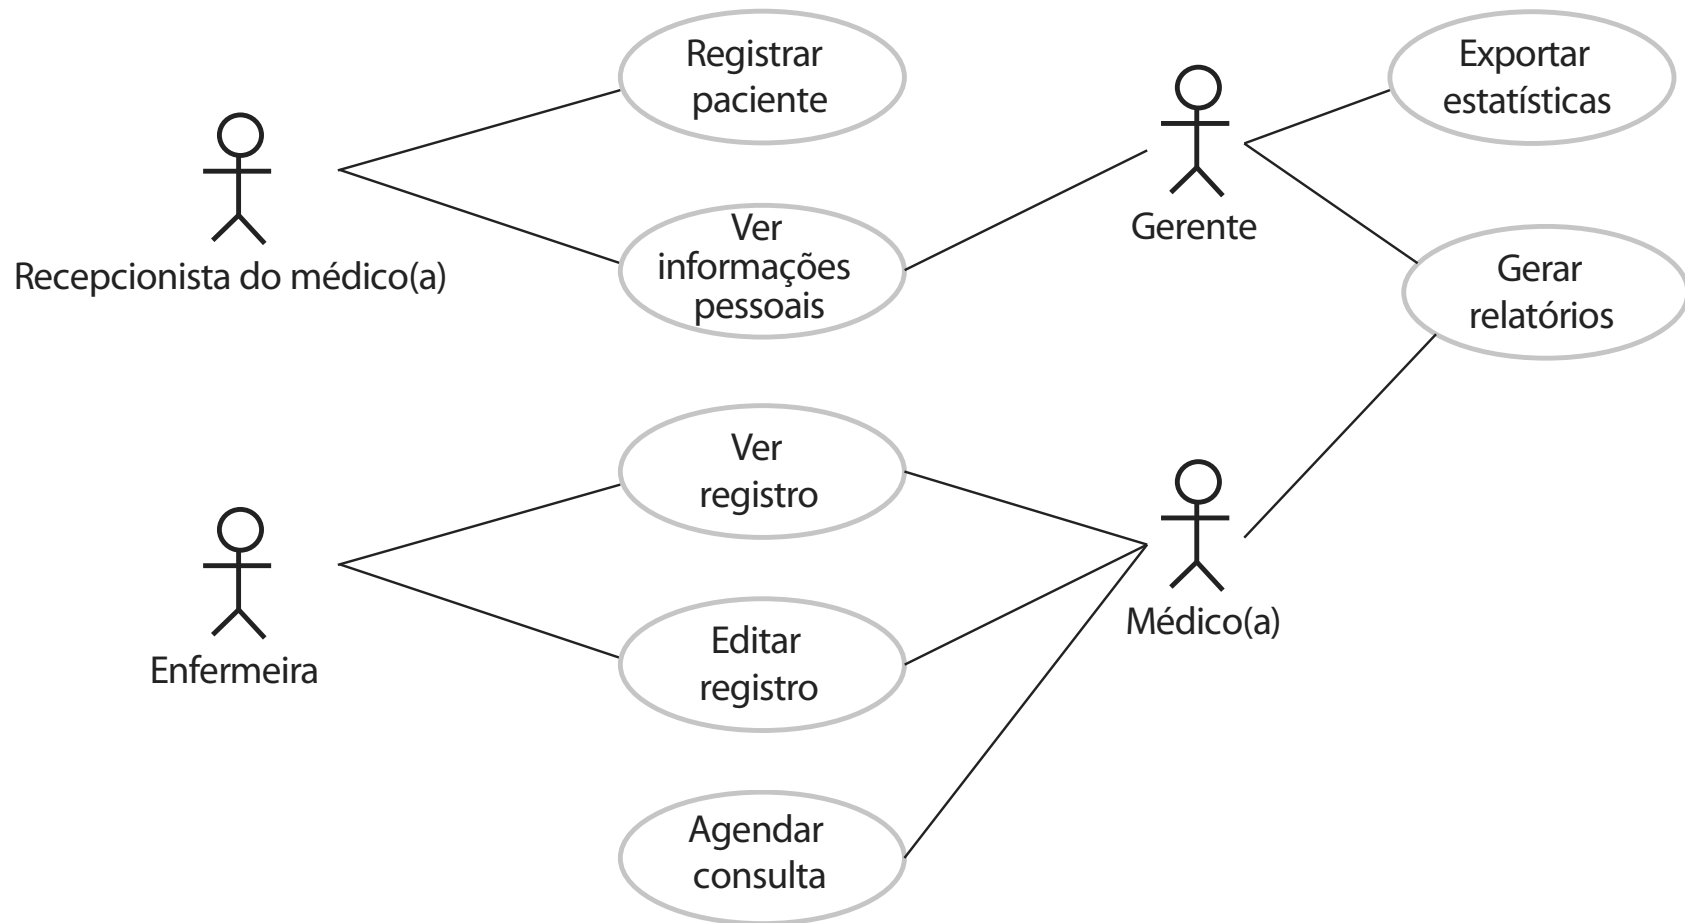 Registrar
paciente
Exportar
estatísticas
Recepcionista do médico(a)
Ver
informações
pessoais
Gerente
Gerar
relatórios
Ver
registro
Enfermeira
Editar
registro
Médico(a)
Agendar
consulta